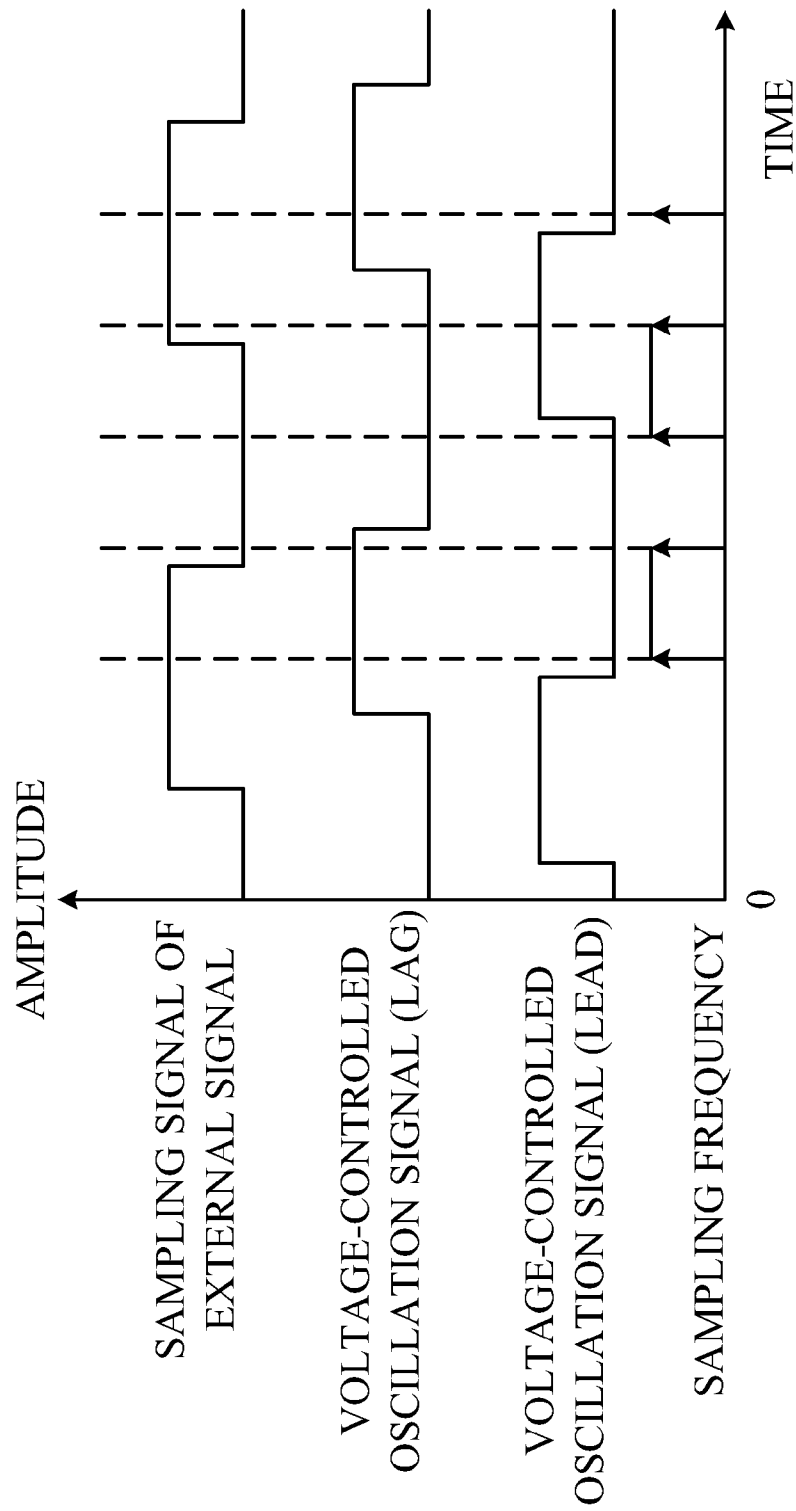 AMPLITUDE
SAMPLING SIGNAL OF
EXTERNAL SIGNAL
VOLTAGE-CONTROLLED
OSCILLATION SIGNAL (LAG)
VOLTAGE-CONTROLLED
OSCILLATION SIGNAL (LEAD)
SAMPLING FREQUENCY
0
TIME